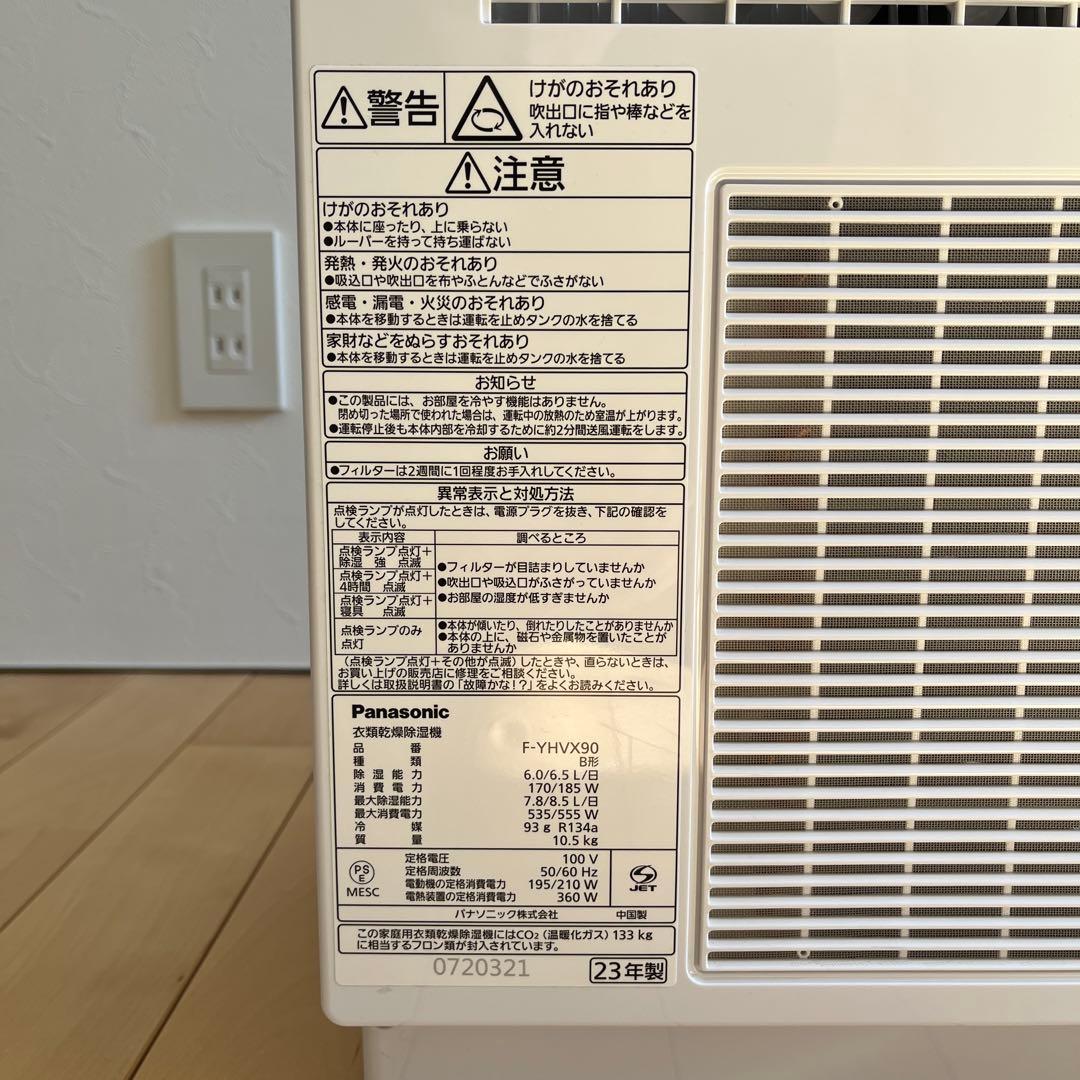 警告
けがのおそれあり
吹出口に指や棒などを
入れない
注意
けがのおそれあり
●本体に座ったり、上に乗らない
●ルーバーを持って持ち運ばない
発熱・発火のおそれあり
●吸込口や吹出口を布やふとんなどでふさがない
感電・漏電・火災のおそれあり
●本体を移動するときは運転を止めタンクの水を捨てる
家財などをぬらすおそれあり
●本体を移動するときは運転を止めタンクの水を捨てる
お知らせ
●この製品には、お部屋を冷やす機能はありません。
閉め切った場所で使われた場合は、運転中の放熱のため室温が上がります。
●運転停止後も本体内部を冷却するために約2分間送風運転をします。
お願い
●フィルターは2週間に1回程度お手入れしてください。
異常表示と対処方法
点検ランプが点灯したときは、電源プラグを抜き、下記の確認を
してください。
表示内容 調べるところ
点検ランプ点灯+
除湿 強 点滅
点検ランプ点灯+
4時間 点滅
点検ランプ点灯+
寝具 点滅
●フィルターが目詰まりしていませんか
●吹出口や吸込口がふさがっていませんか
●お部屋の湿度が低すぎませんか
点検ランプのみ
点灯
●本体が傾いたり、倒れたりしたことがありませんか
●本体の上に、磁石や金属物を置いたことが
ありませんか
(点検ランプ点灯+その他が点滅)したときや、直らないときは、
お買い上げの販売店に修理をご相談ください。
詳しくは取扱説明書の「故障かな!?」をよくお読みください。
Panasonic
衣類乾燥除湿機
品番 F-YHVX90
種類 B形
除湿能力 6.0/6.5 L/日
消費電力 170/185 W
最大除湿能力 7.8/8.5 L/日
最大消費電力 535/555 W
冷媒 93 g R134a
質量 10.5 kg
PSE
MESC
定格電圧 100 V
定格周波数 50/60 Hz
電動機の定格消費電力 195/210 W
電熱装置の定格消費電力 360 W
JET
パナソニック株式会社 中国製
この家庭用衣類乾燥除湿機にはCO₂(温暖化ガス)133 kg
に相当するフロン類が封入されています。
0720321 23年製